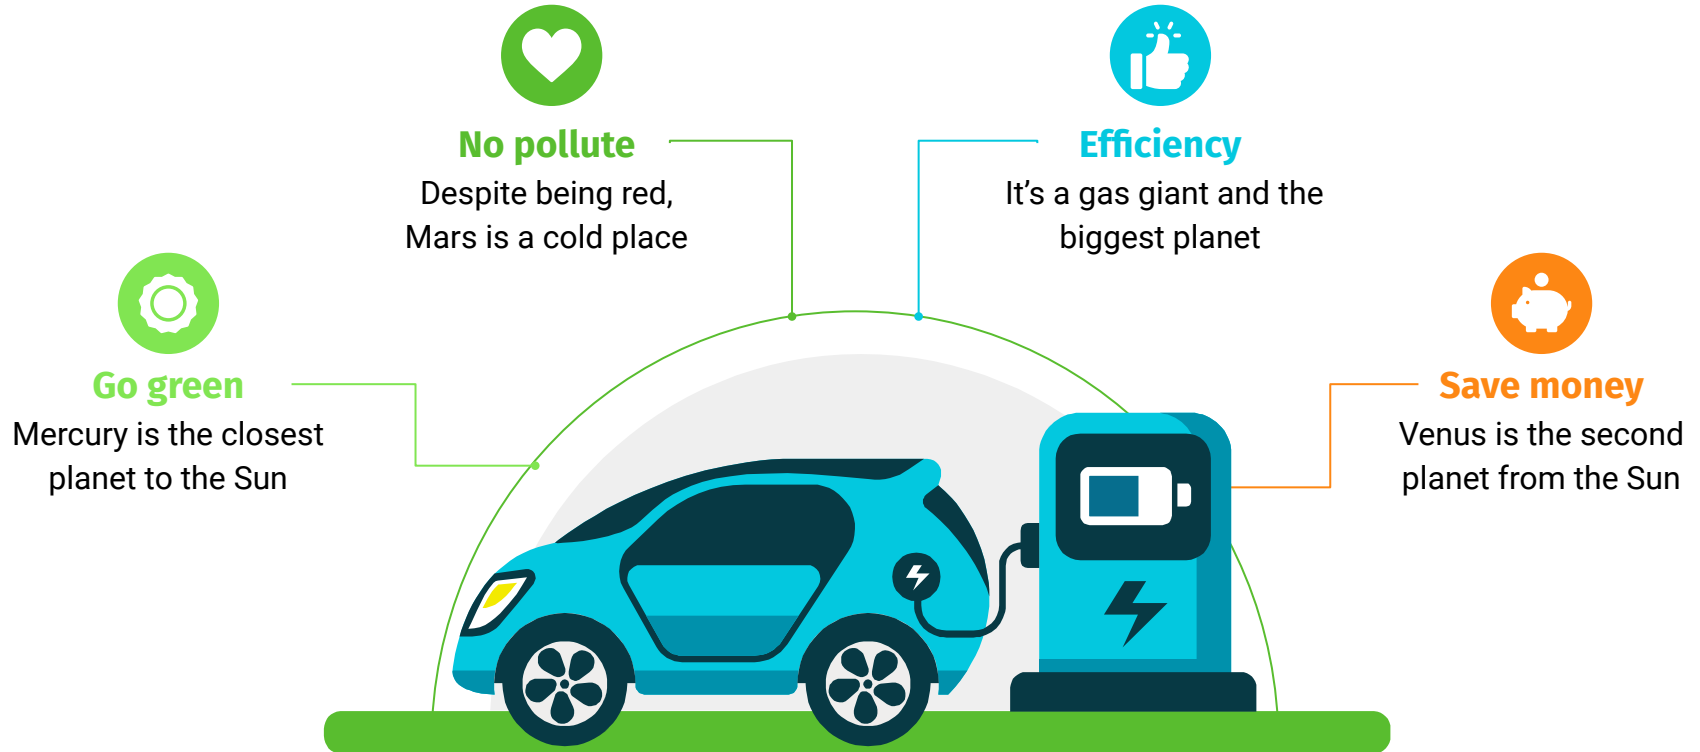 No pollute
Despite being red,
Mars is a cold place
Efficiency
It’s a gas giant and the
biggest planet
Go green
Mercury is the closest
planet to the Sun
Save money
Venus is the second
planet from the Sun